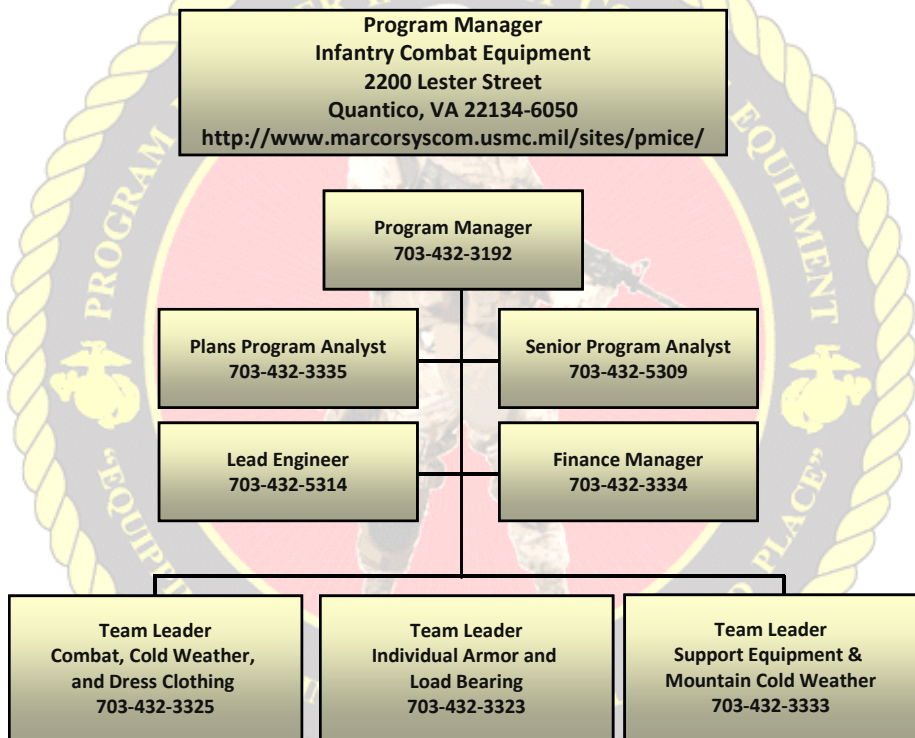 Program Manager
Infantry Combat Equipment
2200 Lester Street
Quantico, VA 22134-6050
http://www.marcorsyscom.usmc.mil/sites/pmice/
Program Manager
703-432-3192
PROGRAM
EQUIPMENT
Plans Program Analyst
703-432-3335
Senior Program Analyst
703-432-5309
Lead Engineer
703-432-5314
Finance Manager
703-432-3334
PLACE”
Team Leader
Combat, Cold Weather,
and Dress Clothing
703-432-3325
Team Leader
Individual Armor and
Load Bearing
703-432-3323
Team Leader
Support Equipment &
Mountain Cold Weather
703-432-3333